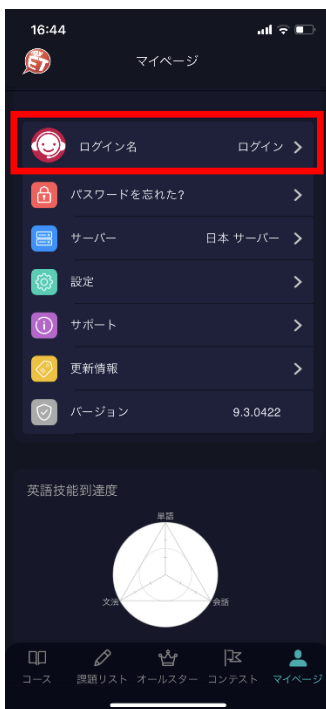 16:44
MY
ET
マイページ
ログイン名 ログイン
パスワードを忘れた?
サーバー 日本 サーバー
設定
サポート
更新情報
バージョン 9.3.0422
英語技能到達度
単語
文法 会話
コース 課題リスト オールスター コンテスト マイページ